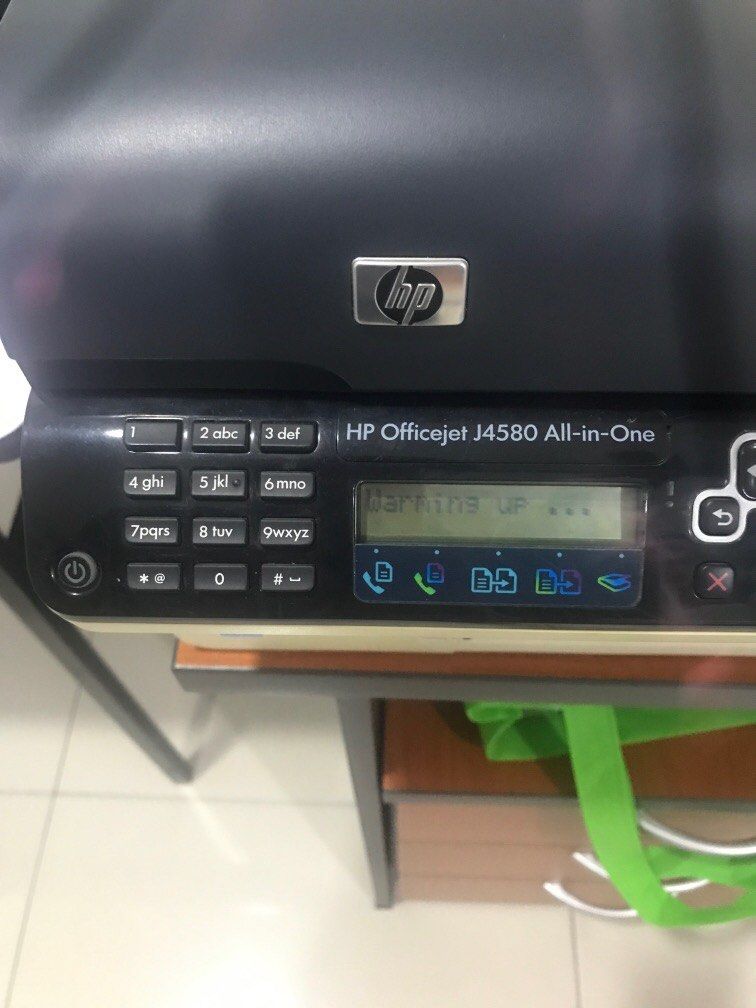 hp
HP Officejet J4580 All-in-One
1 2 abc 3 def
4 ghi 5 jkl 6 mno
7pqrs 8 tuv 9wxyz
* @ 0 # ⎵
Warming up ...